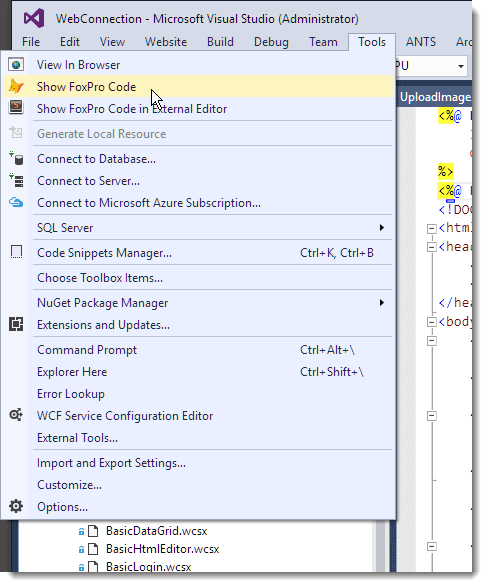 WebConnection - Microsoft Visual Studio (Administrator)
File Edit View Website Build Debug Team Tools ANTS Arc
View In Browser
PU
Show FoxPro Code
UploadImage
Show FoxPro Code in External Editor
<%@
Generate Local Resource
Connect to Database...
Connect to Server...
%>
<%@
Connect to Microsoft Azure Subscription...
<!DOC
SQL Server
<html
Code Snippets Manager... Ctrl+K, Ctrl+B
<head
Choose Toolbox Items...
NuGet Package Manager
</hea
Extensions and Updates...
<body
Command Prompt Ctrl+Alt+\
Explorer Here Ctrl+Shift+\
Error Lookup
WCF Service Configuration Editor
External Tools...
Import and Export Settings...
Customize...
Options...
BasicDataGrid.wcsx
BasicHtmlEditor.wcsx
BasicLogin.wcsx